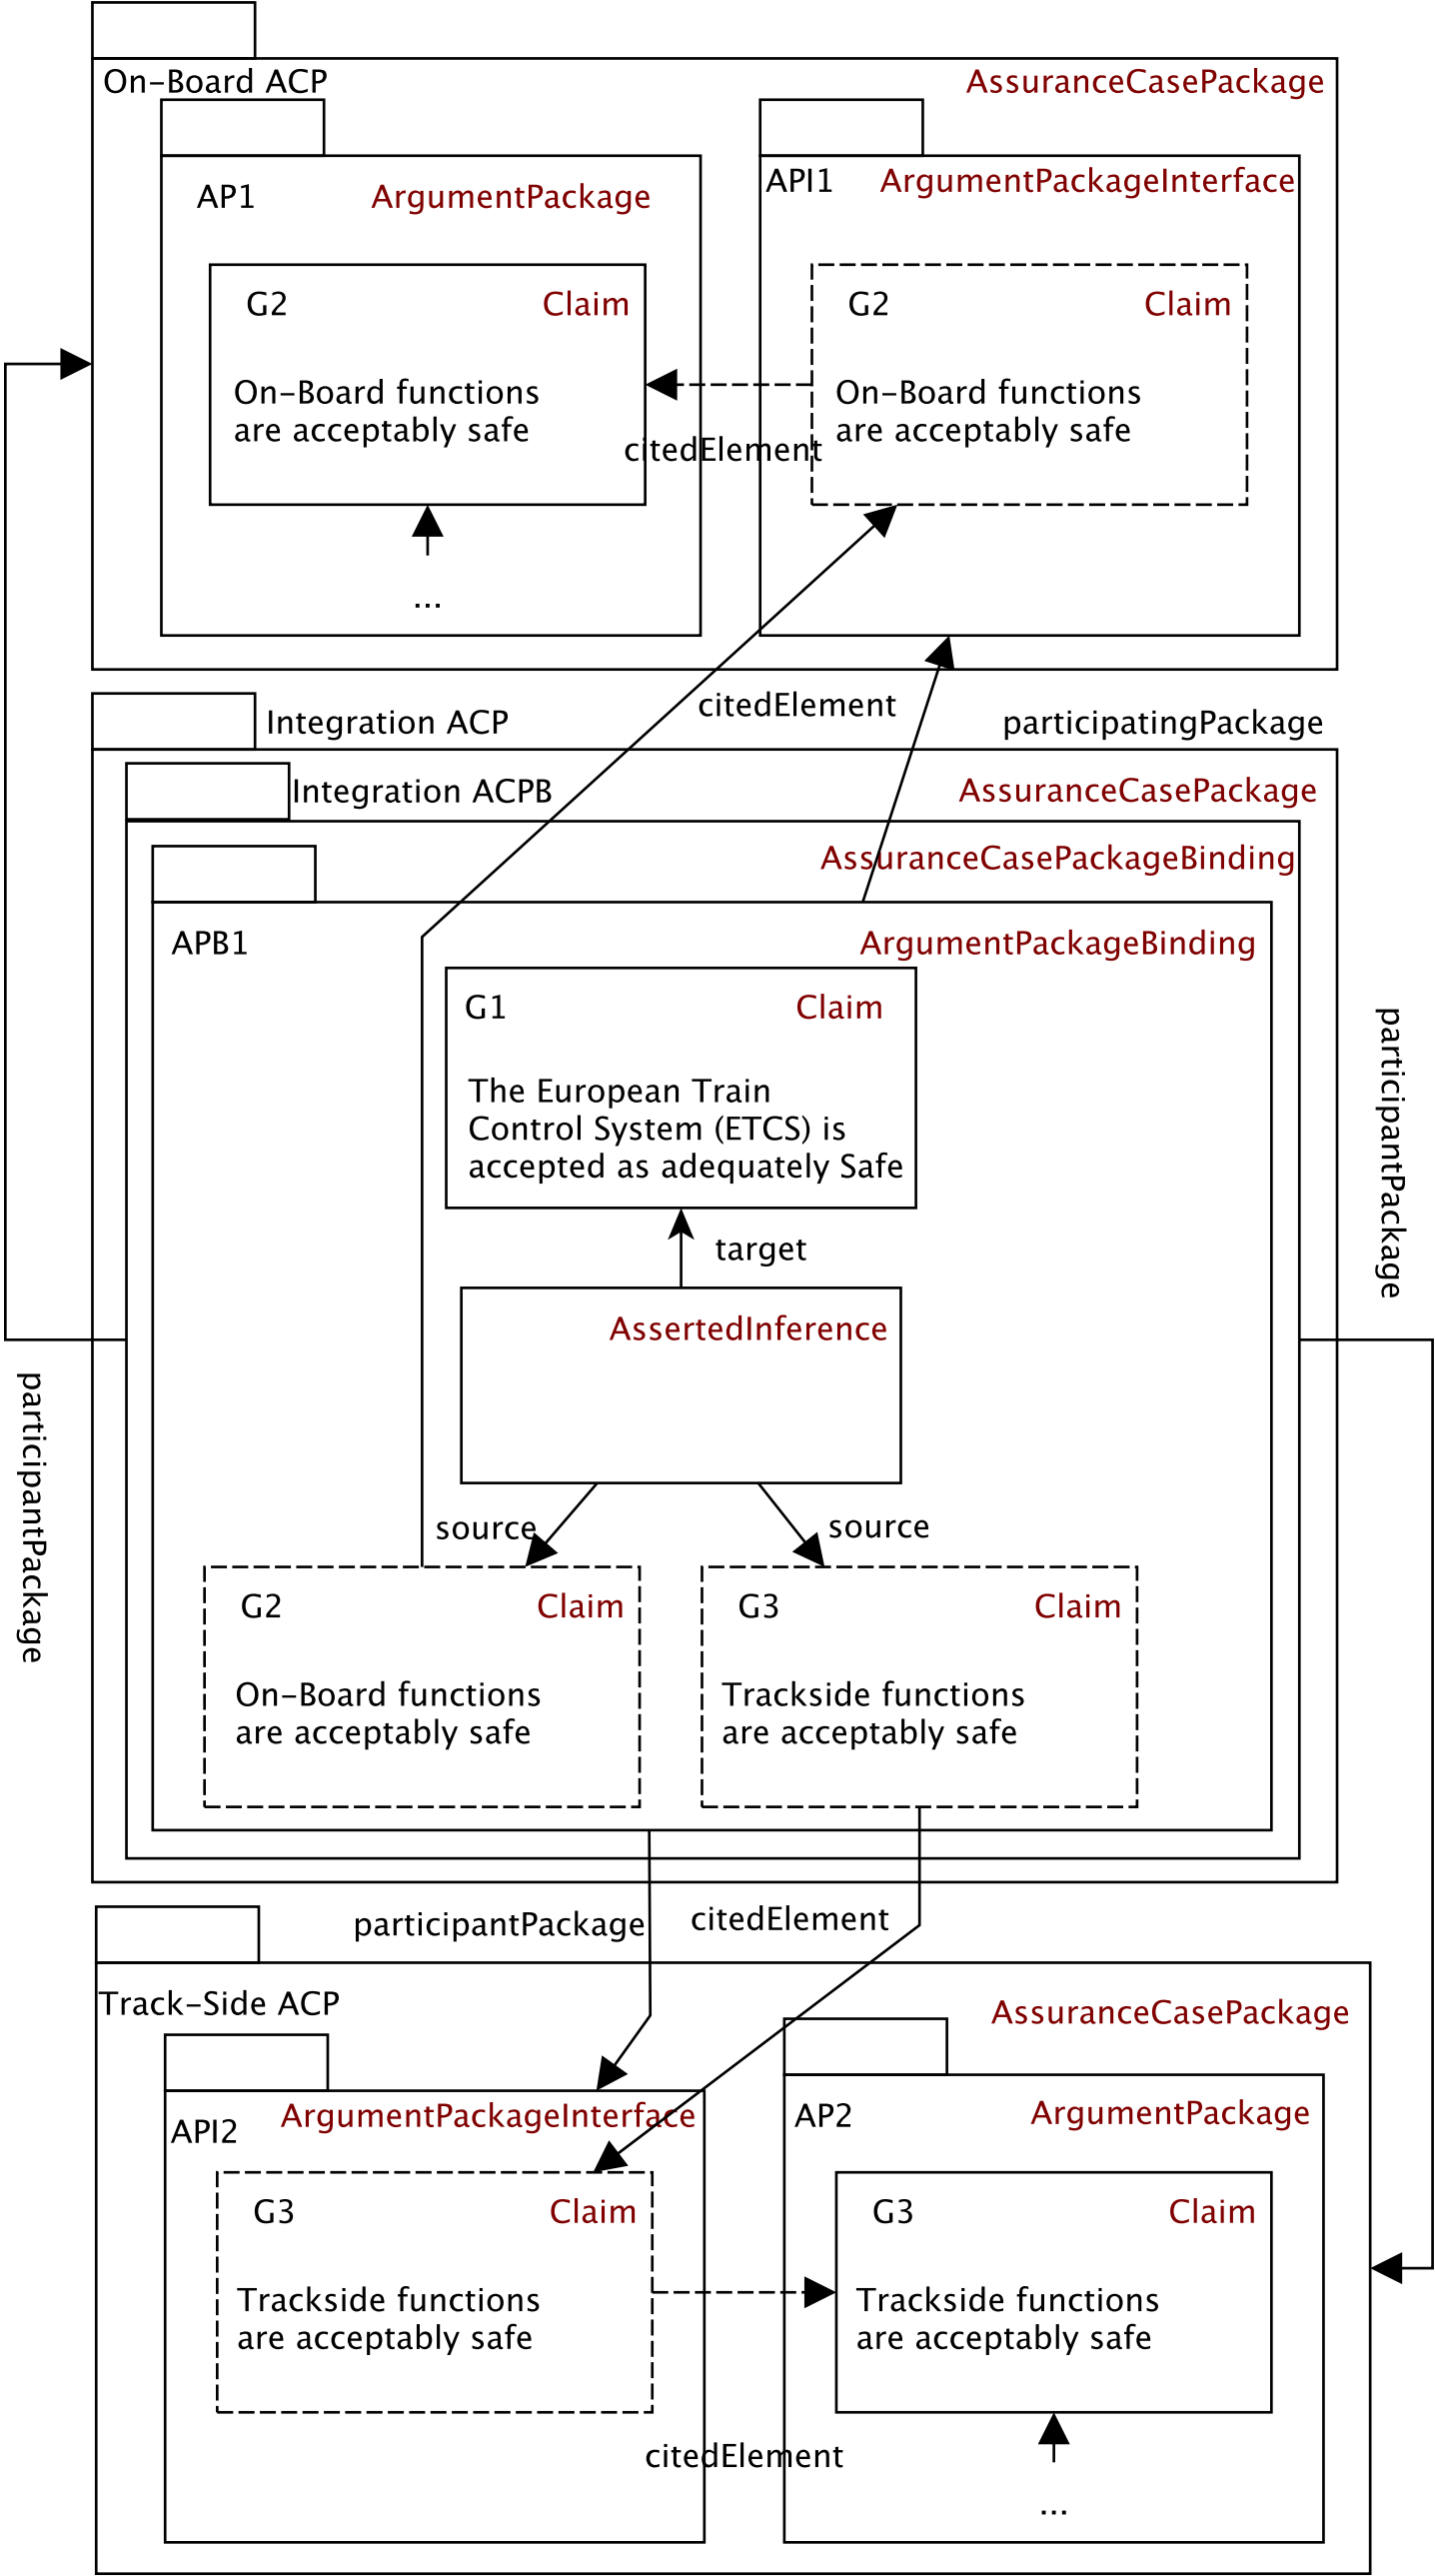 On-Board ACP
AssuranceCasePackage
AP1
ArgumentPackage
API1
ArgumentPackageInterface
G2
Claim
On-Board functions
are acceptably safe
G2
Claim
On-Board functions
are acceptably safe
citedElement
...
citedElement
Integration ACP
participatingPackage
Integration ACPB
AssuranceCasePackage
AssuranceCasePackageBinding
APB1
ArgumentPackageBinding
G1
Claim
The European Train
Control System (ETCS) is
accepted as adequately Safe
participantPackage
target
AssertedInference
participantPackage
source
source
G2
Claim
On-Board functions
are acceptably safe
G3
Claim
Trackside functions
are acceptably safe
participantPackage
citedElement
Track-Side ACP
AssuranceCasePackage
API2
ArgumentPackageInterface
AP2
ArgumentPackage
G3
Claim
Trackside functions
are acceptably safe
G3
Claim
Trackside functions
are acceptably safe
citedElement
...